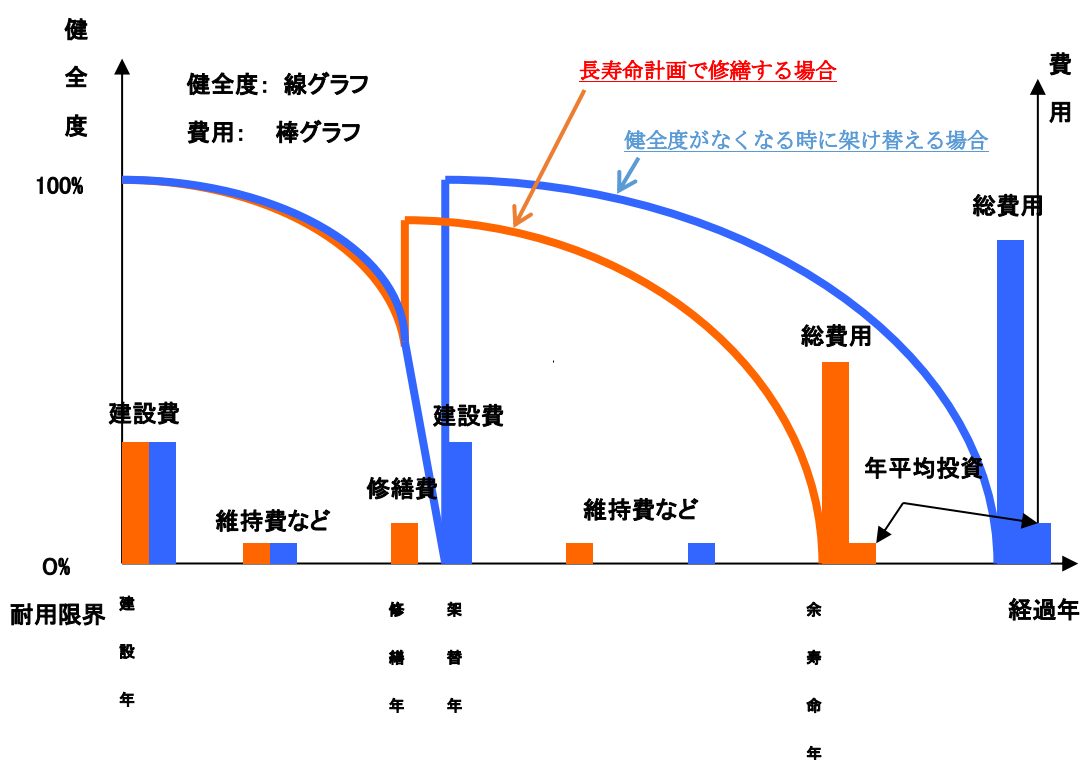 健全度
費用
健全度： 線グラフ
費用： 棒グラフ
長寿命計画で修繕する場合
健全度がなくなる時に架け替える場合
100%
総費用
総費用
建設費
建設費
年平均投資
修繕費
維持費など
維持費など
0%
耐用限界
建設年
修繕年
架替年
余寿命年
経過年